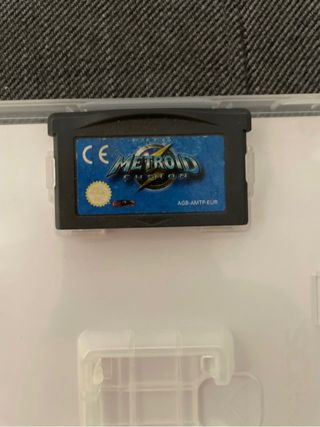 CE
METROID
FUSION
AGB-AMTP-EUR